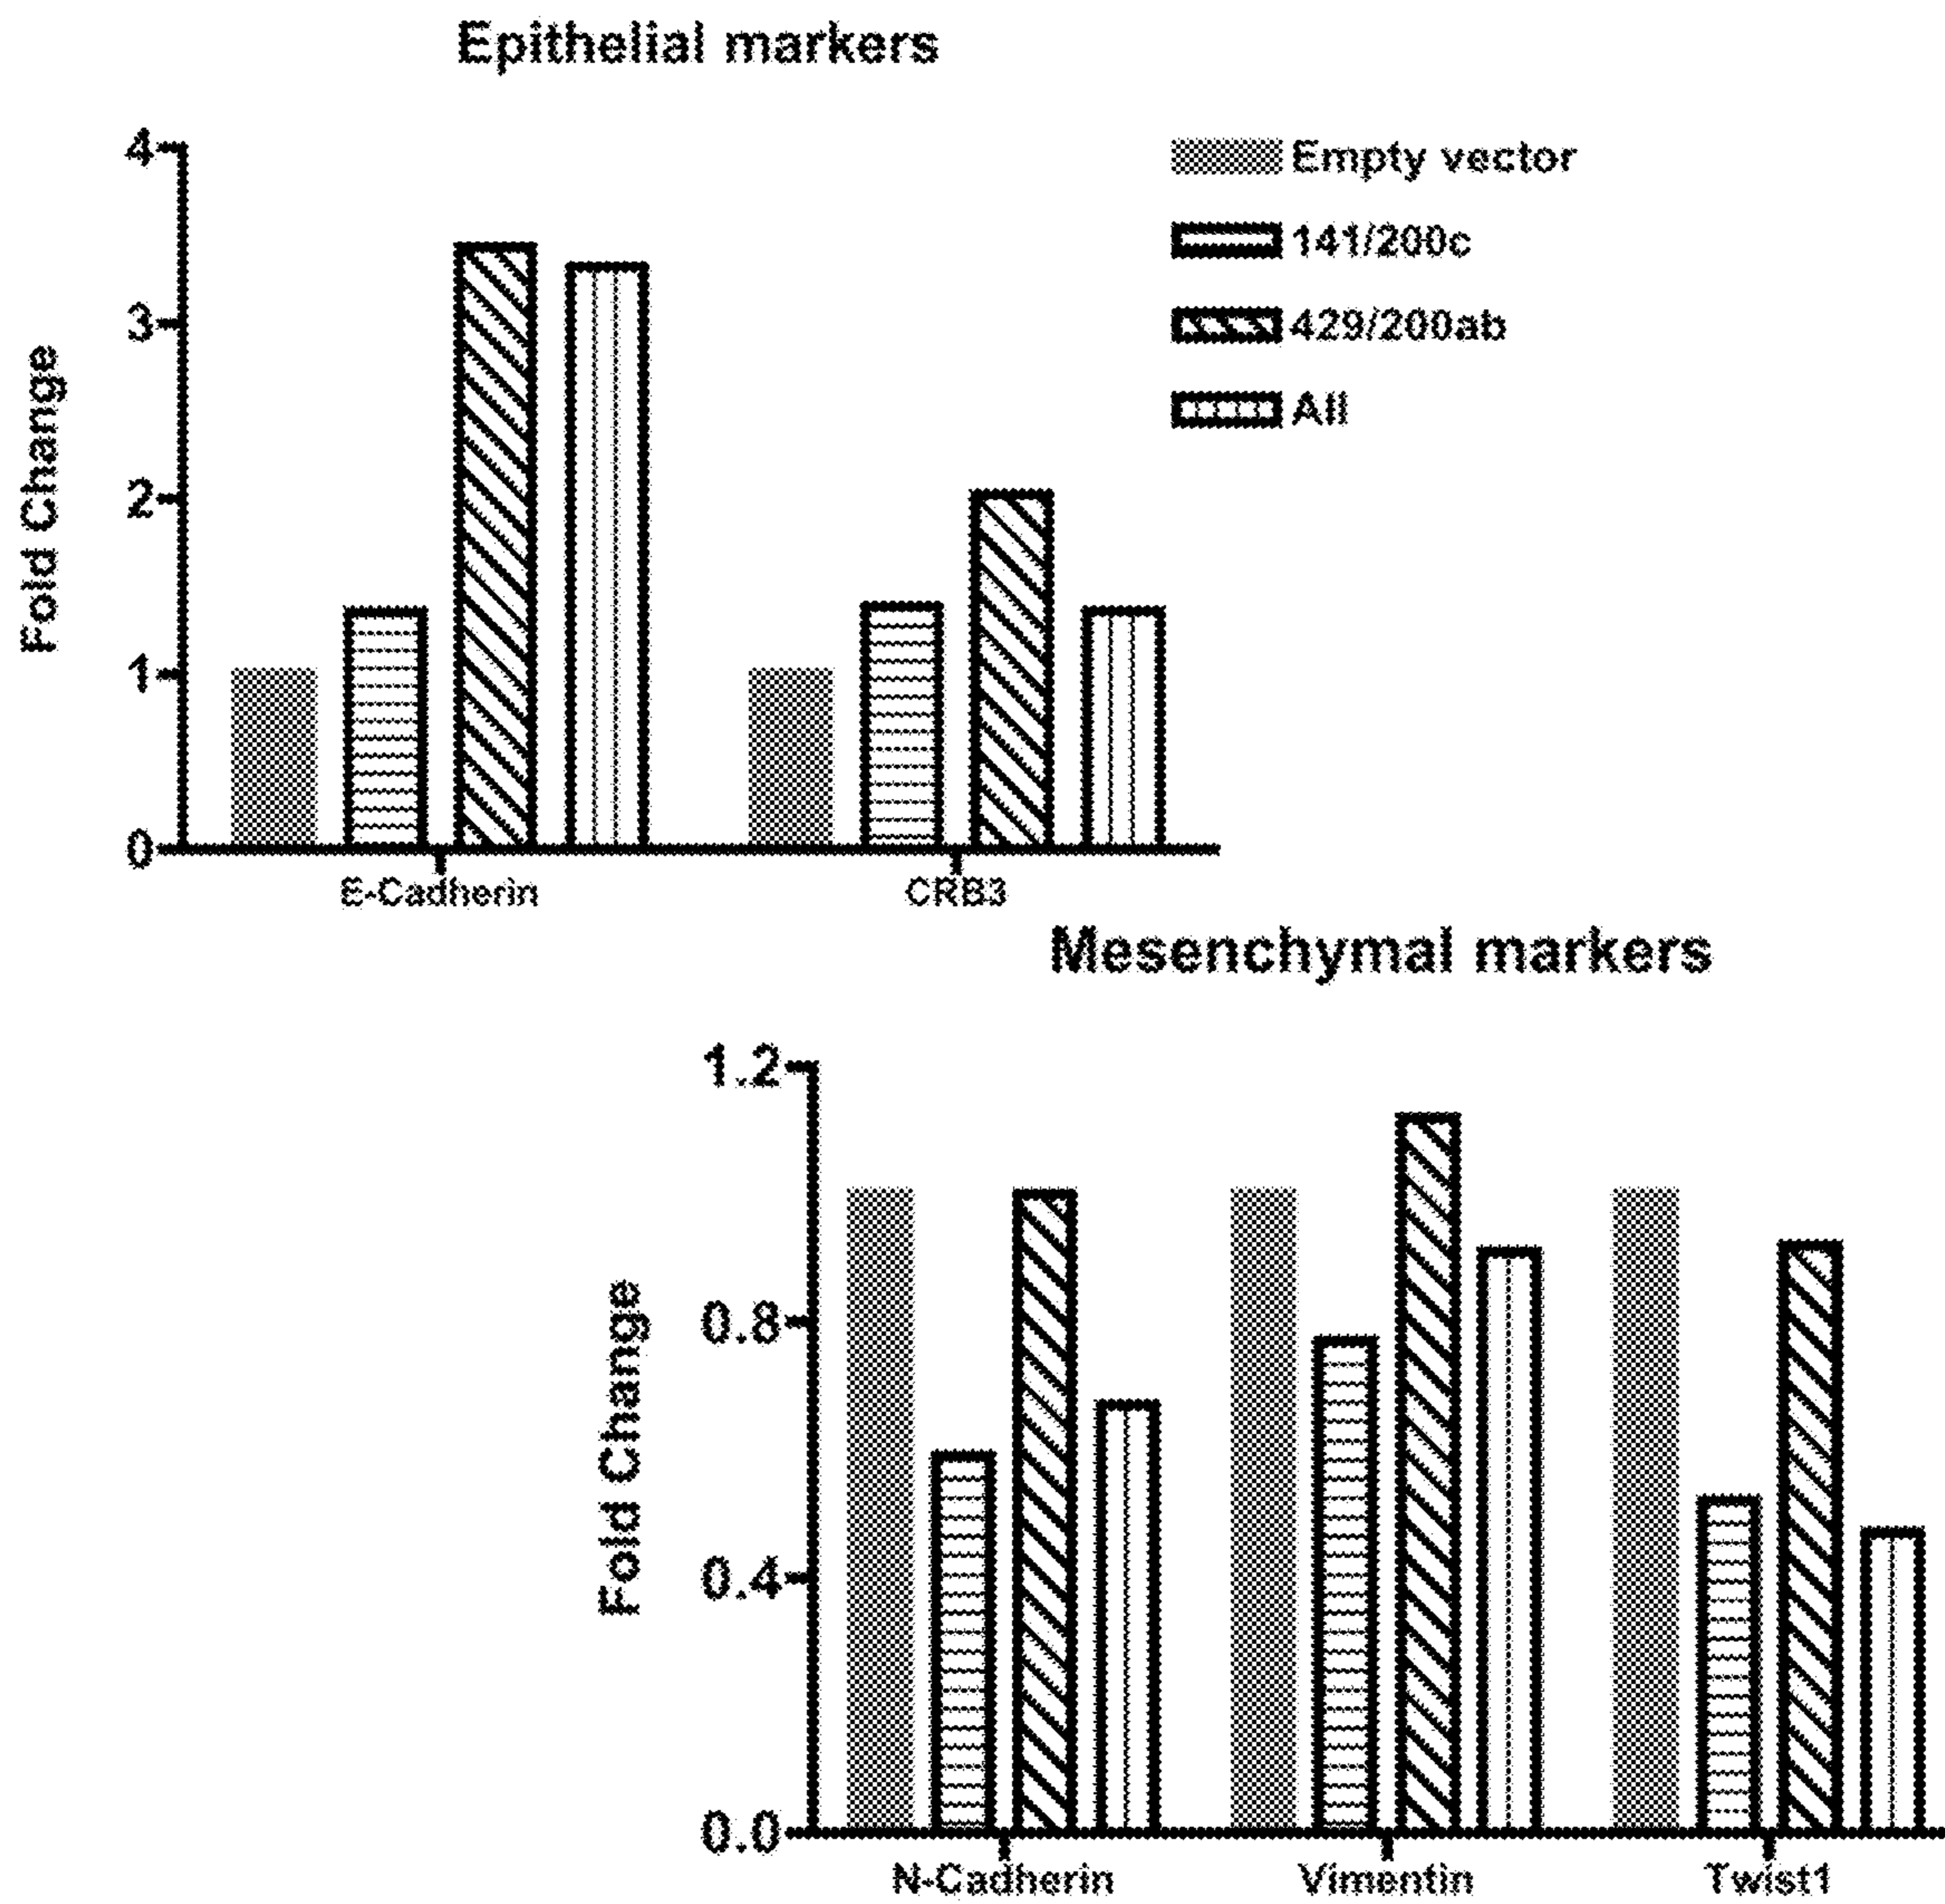 Epithelial markers
4
3
2
1
0
Fold Change
Empty vector
141/200c
429/200ab
All
E-Cadherin
CRB3
Mesenchymal markers
1.2
0.8
0.4
0.0
Fold Change
N-Cadherin
Vimentin
Twist1